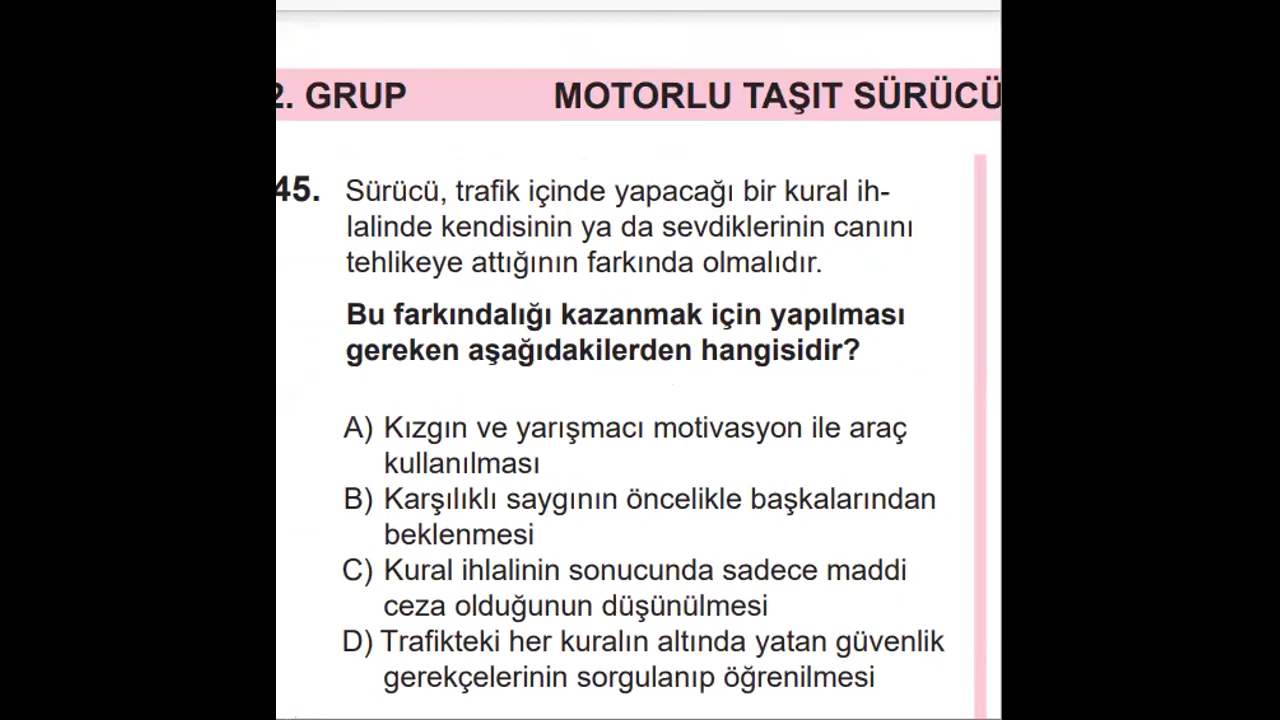 2. GRUP MOTORLU TAŞIT SÜRÜCÜ
45. Sürücü, trafik içinde yapacağı bir kural ih-
lalinde kendisinin ya da sevdiklerinin canını
tehlikeye attığının farkında olmalıdır.
Bu farkındalığı kazanmak için yapılması
gereken aşağıdakilerden hangisidir?
A) Kızgın ve yarışmacı motivasyon ile araç
kullanılması
B) Karşılıklı saygının öncelikle başkalarından
beklenmesi
C) Kural ihlalinin sonucunda sadece maddi
ceza olduğunun düşünülmesi
D) Trafikteki her kuralın altında yatan güvenlik
gerekçelerinin sorgulanıp öğrenilmesi